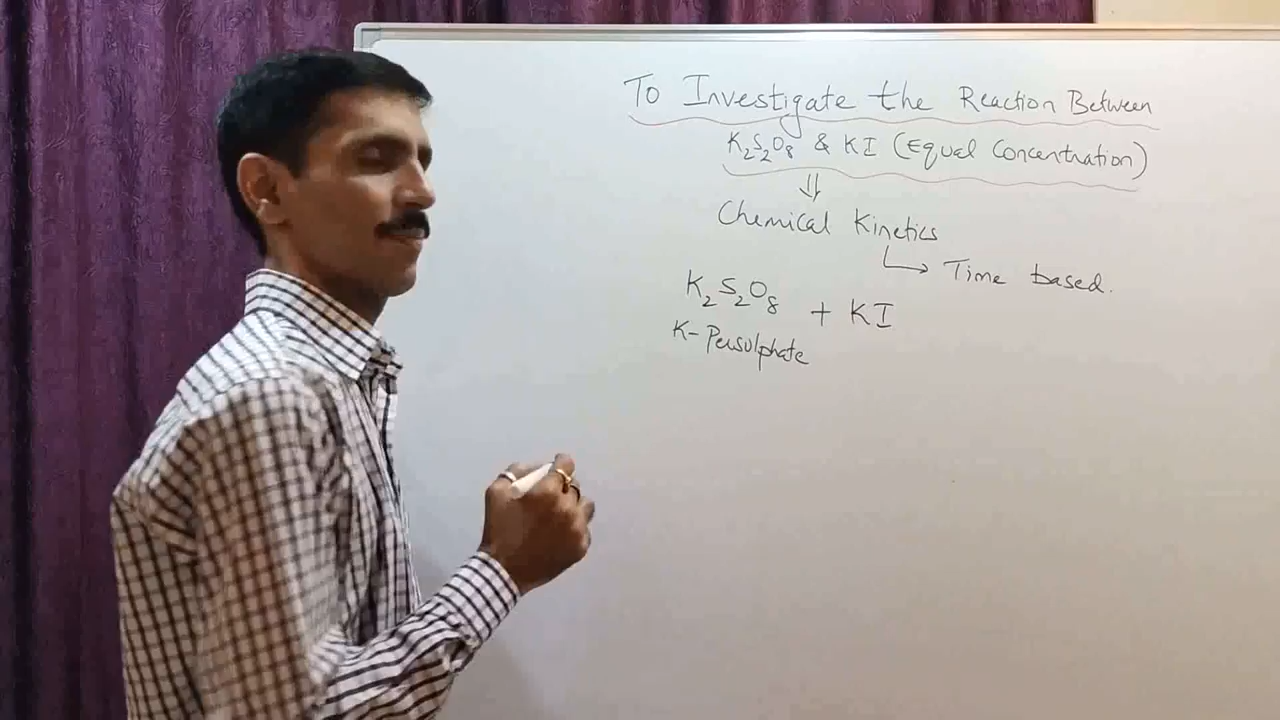 To Investigate the Reaction Between
K₂S₂O₈ & KI (Equal Concentration)
⇓
Chemical Kinetics
↳ Time based.
K₂S₂O₈ + KI
K- Persulphate